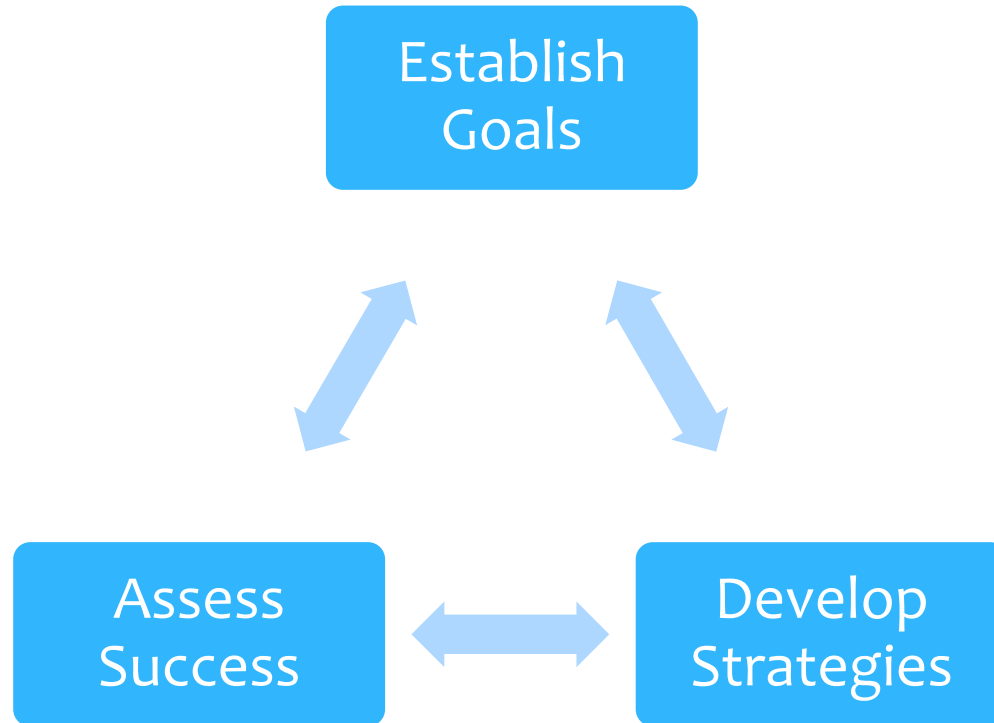 Establish
Goals
Assess
Success
Develop
Strategies